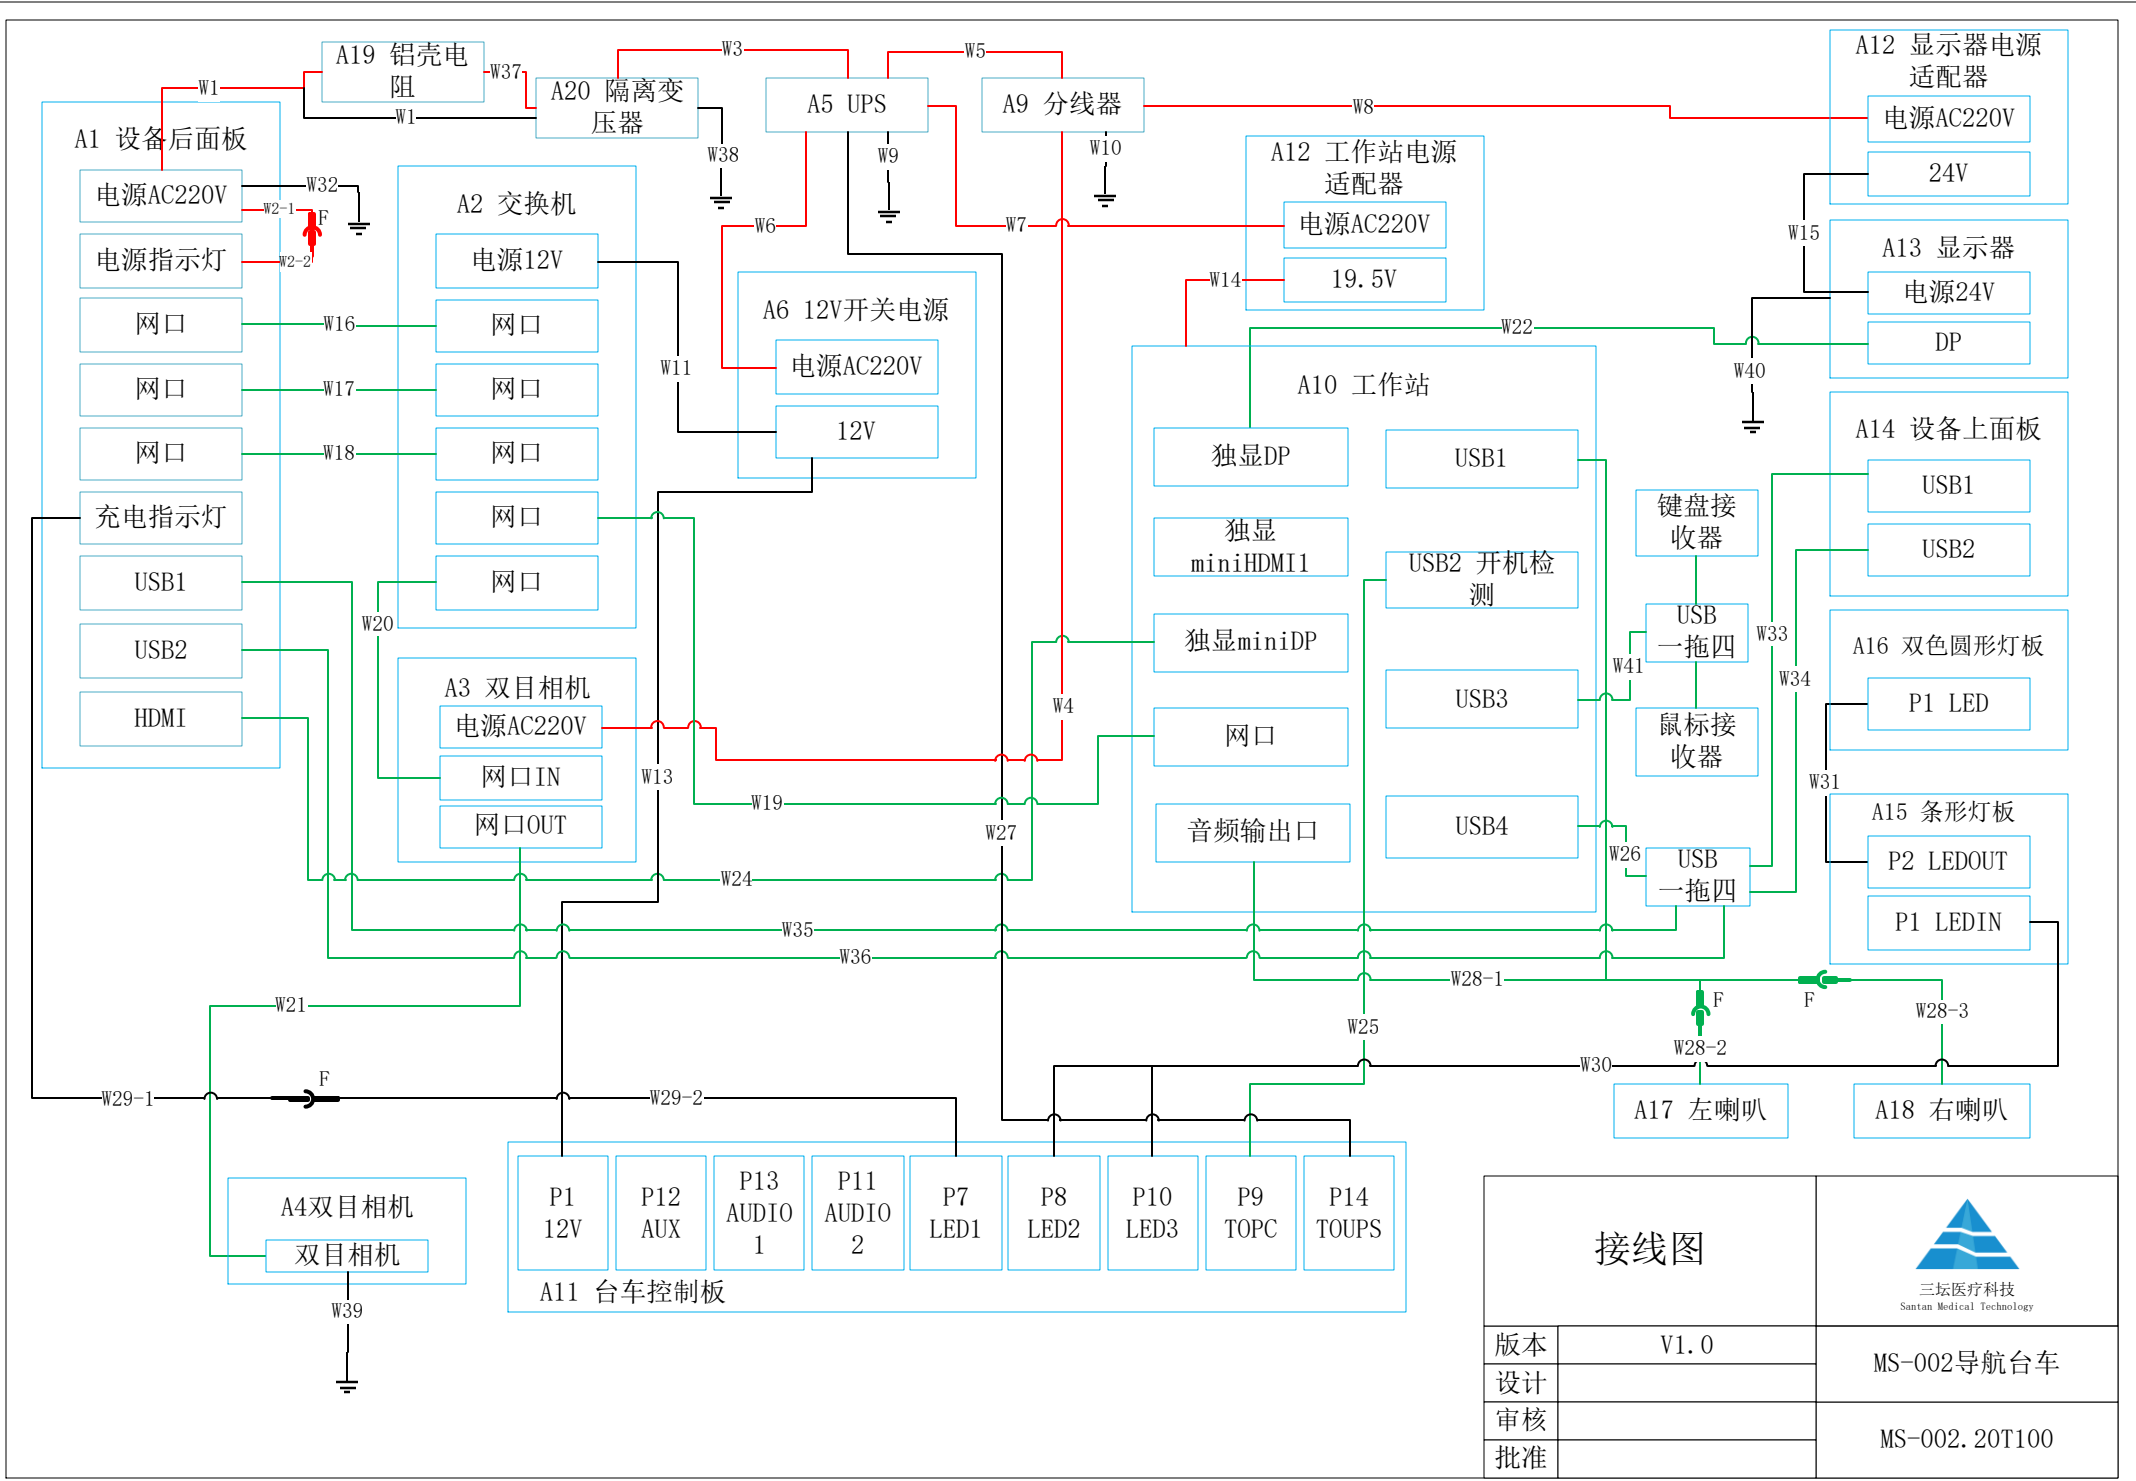 A19 铝壳电
阻
W1
W37
W1
A20 隔离变
压器
W3
W38
A5 UPS
W5
W9
A9 分线器
W10
W8
A12 显示器电源
适配器
电源AC220V
24V
W15
A1 设备后面板
电源AC220V
W32
W2-1
F
电源指示灯
W2-2
网口
W16
网口
W17
网口
W18
充电指示灯
USB1
USB2
HDMI
A2 交换机
电源12V
网口
网口
网口
网口
网口
W20
W11
W6
W7
A6 12V开关电源
电源AC220V
12V
A12 工作站电源
适配器
电源AC220V
19.5V
W14
W22
A13 显示器
电源24V
DP
W40
A10 工作站
独显DP
独显
miniHDMI1
独显miniDP
网口
音频输出口
USB1
USB2 开机检
测
USB3
USB4
W41
W26
键盘接
收器
USB
一拖四
鼠标接
收器
USB
一拖四
W33
W34
A14 设备上面板
USB1
USB2
A16 双色圆形灯板
P1 LED
W31
A15 条形灯板
P2 LEDOUT
P1 LEDIN
A3 双目相机
电源AC220V
网口IN
网口OUT
W4
W13
W19
W27
W24
W35
W36
W21
W28-1
F
F
W28-3
W25
W28-2
W30
W29-1
F
W29-2
A17 左喇叭
A18 右喇叭
A4双目相机
双目相机
W39
P1
12V
P12
AUX
P13
AUDIO
1
P11
AUDIO
2
P7
LED1
P8
LED2
P10
LED3
P9
TOPC
P14
TOUPS
A11 台车控制板
接线图
三坛医疗科技
Santan Medical Technology
版本
V1.0
MS-002导航台车
设计
审核
MS-002.20T100
批准